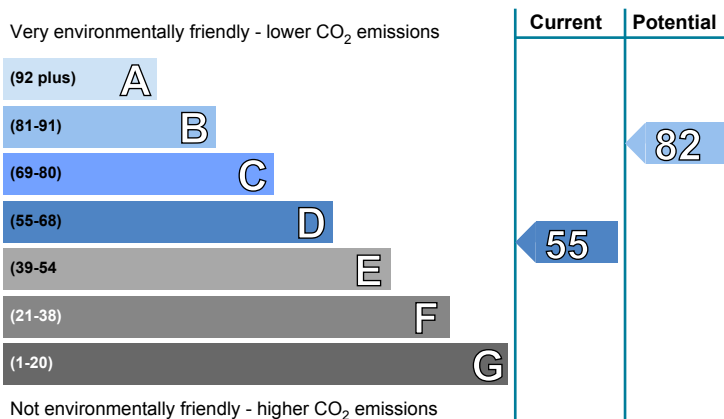 Current Potential
Very environmentally friendly - lower CO2 emissions
(92 plus) A
(81-91) B
82
(69-80) C
(55-68) D
55
(39-54 E
(21-38) F
(1-20) G
Not environmentally friendly - higher CO2 emissions